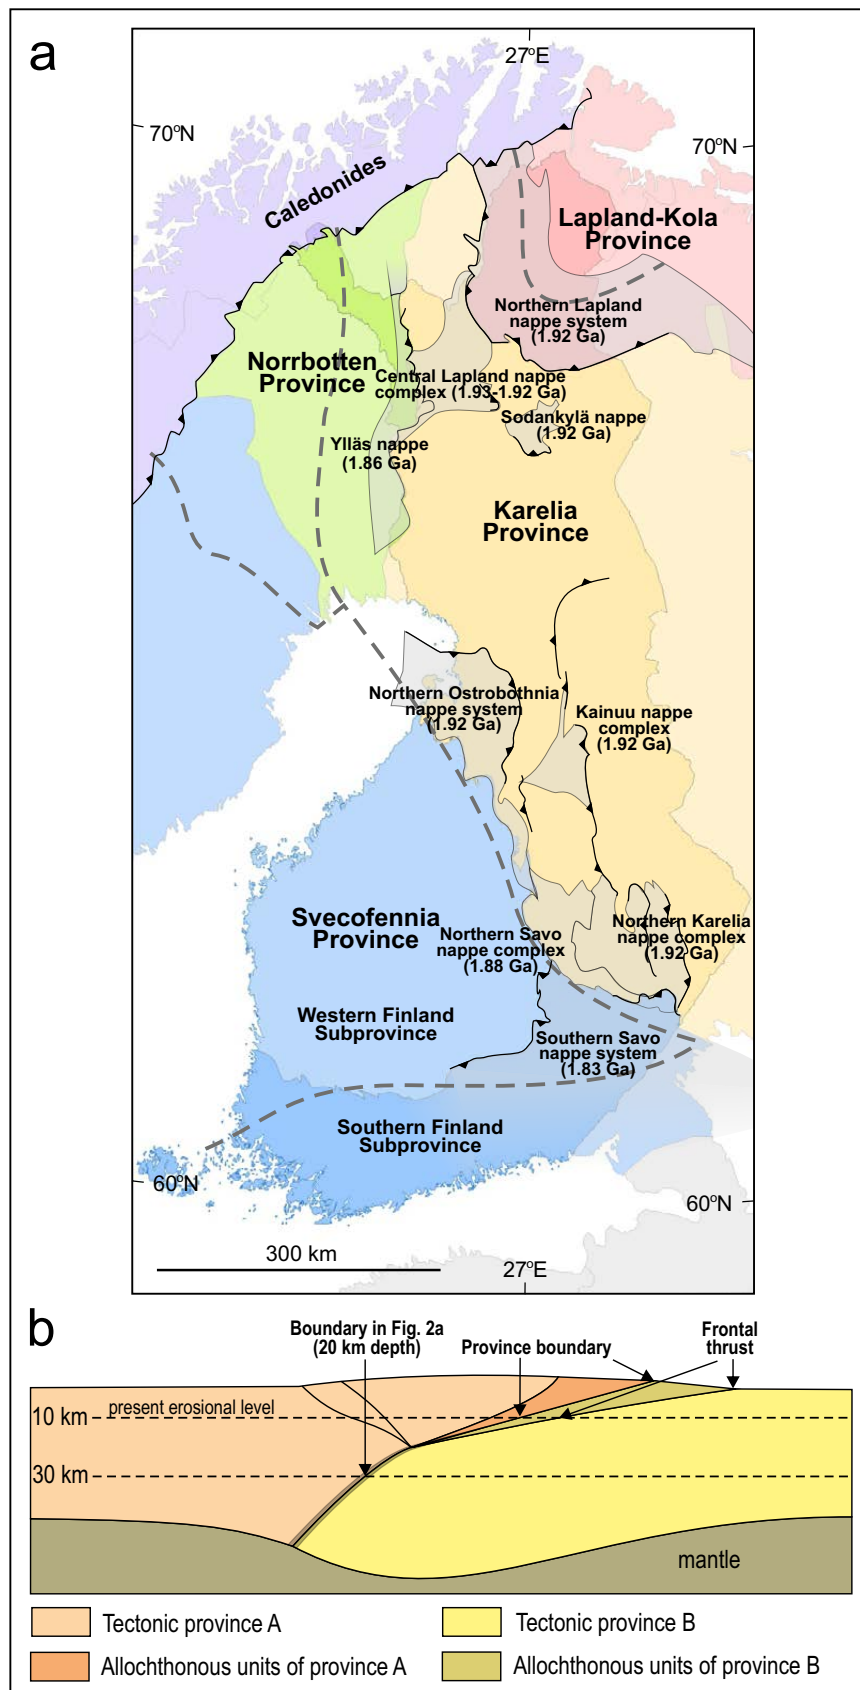 a
27°E
70°N
70°N
Caledonides
Lapland-Kola
Province
Northern Lapland
nappe system
(1.92 Ga)
Norrbotten
Province
Central Lapland nappe
complex (1.93-1.92 Ga)
Sodankylä nappe
(1.92 Ga)
Ylläs nappe
(1.86 Ga)
Karelia
Province
Northern Ostrobothnia
nappe system
(1.92 Ga)
Kainuu nappe
complex
(1.92 Ga)
Svecofennia
Province
Northern Savo
nappe complex
(1.88 Ga)
Northern Karelia
nappe complex
(1.92 Ga)
Western Finland
Subprovince
Southern Savo
nappe system
(1.83 Ga)
Southern Finland
Subprovince
60°N
60°N
300 km
27°E
b
Boundary in Fig. 2a
(20 km depth)
Province boundary
Frontal
thrust
10 km
present erosional level
30 km
mantle
Tectonic province A
Tectonic province B
Allochthonous units of province A
Allochthonous units of province B